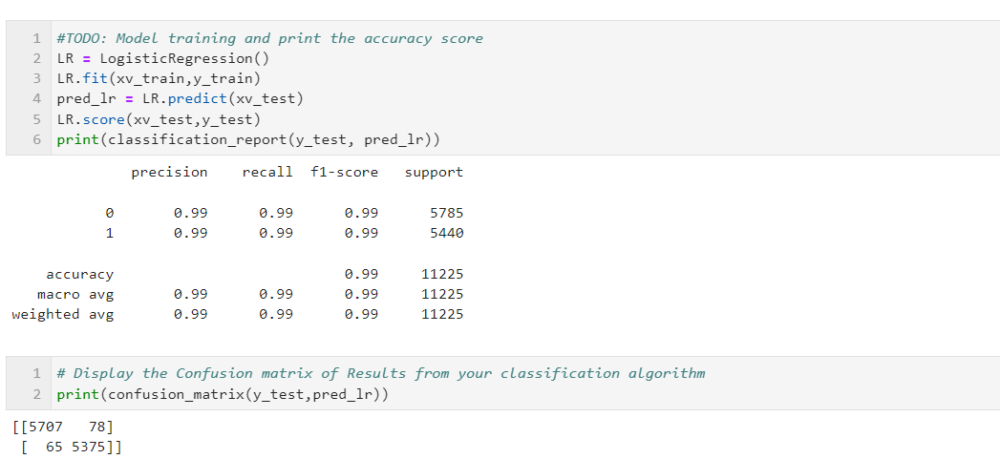 1 #TODO: Model training and print the accuracy score
2 LR = LogisticRegression()
3 LR.fit(xv_train,y_train)
4 pred_lr = LR.predict(xv_test)
5 LR.score(xv_test,y_test)
6 print(classification_report(y_test, pred_lr))
precision recall f1-score support
0 0.99 0.99 0.99 5785
1 0.99 0.99 0.99 5440
accuracy 0.99 11225
macro avg 0.99 0.99 0.99 11225
weighted avg 0.99 0.99 0.99 11225
1 # Display the Confusion matrix of Results from your classification algorithm
2 print(confusion_matrix(y_test,pred_lr))
[[5707 78]
[ 65 5375]]